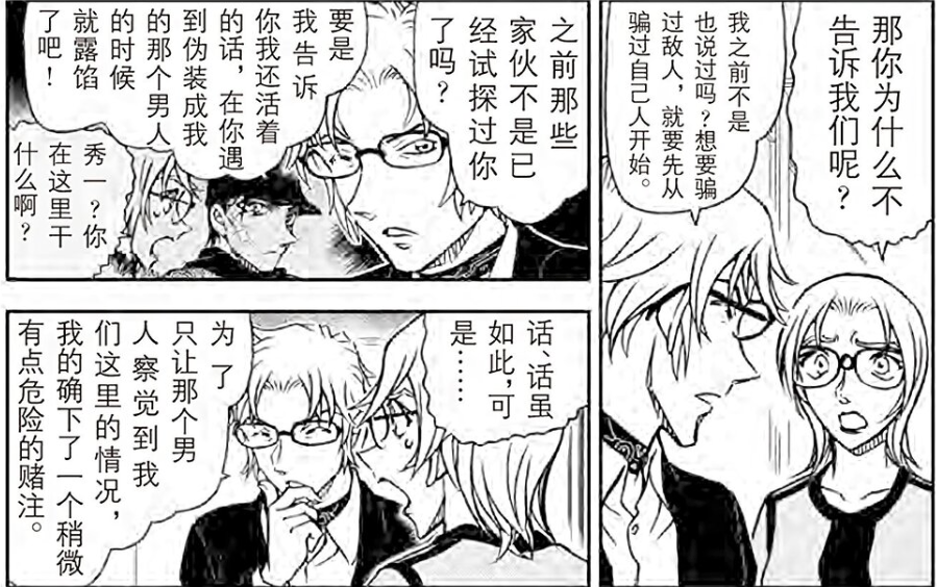 那你为什么不
告诉我们呢？
我之前不是
也说过吗？想要骗
过敌人，就要先从
骗过自己人开始。
之前那些
家伙不是已
经试探过你
了吗？
要是
我告诉
你我还活着
的话，在你遇
到伪装成我
的那个男人
的时候
就露馅
了吧！
秀一？你
在这里干
什么啊？
话、话虽
如此，可
是……
为了
只让那个男
人察觉到我
们这里的情况，
我的确下了一个稍微
有点危险的赌注。